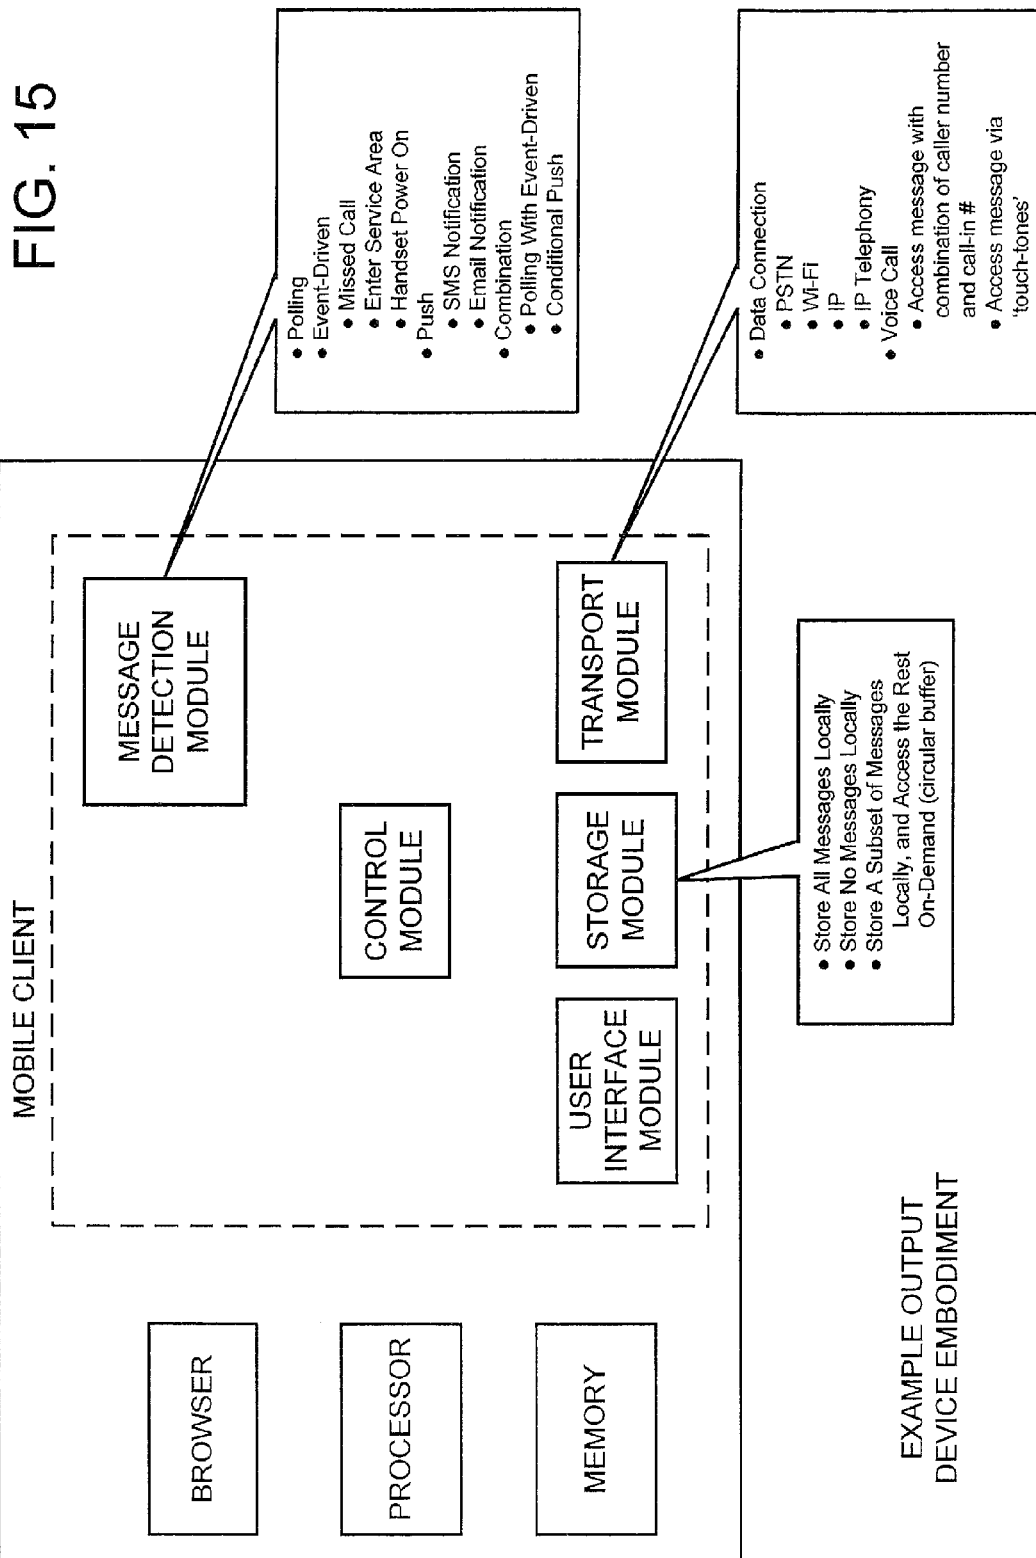 FIG. 15
MOBILE CLIENT
BROWSER
PROCESSOR
MEMORY
MESSAGE
DETECTION
MODULE
CONTROL
MODULE
USER
INTERFACE
MODULE
STORAGE
MODULE
TRANSPORT
MODULE
• Polling
• Event-Driven
• Missed Call
• Enter Service Area
• Handset Power On
• Push
• SMS Notification
• Email Notification
• Combination
• Polling With Event-Driven
• Conditional Push
• Data Connection
• PSTN
• Wi-Fi
• IP
• IP Telephony
• Voice Call
• Access message with
combination of caller number
and call-in #
• Access message via
'touch-tones'
• Store All Messages Locally
• Store No Messages Locally
• Store A Subset of Messages
Locally, and Access the Rest
On-Demand (circular buffer)
EXAMPLE OUTPUT
DEVICE EMBODIMENT